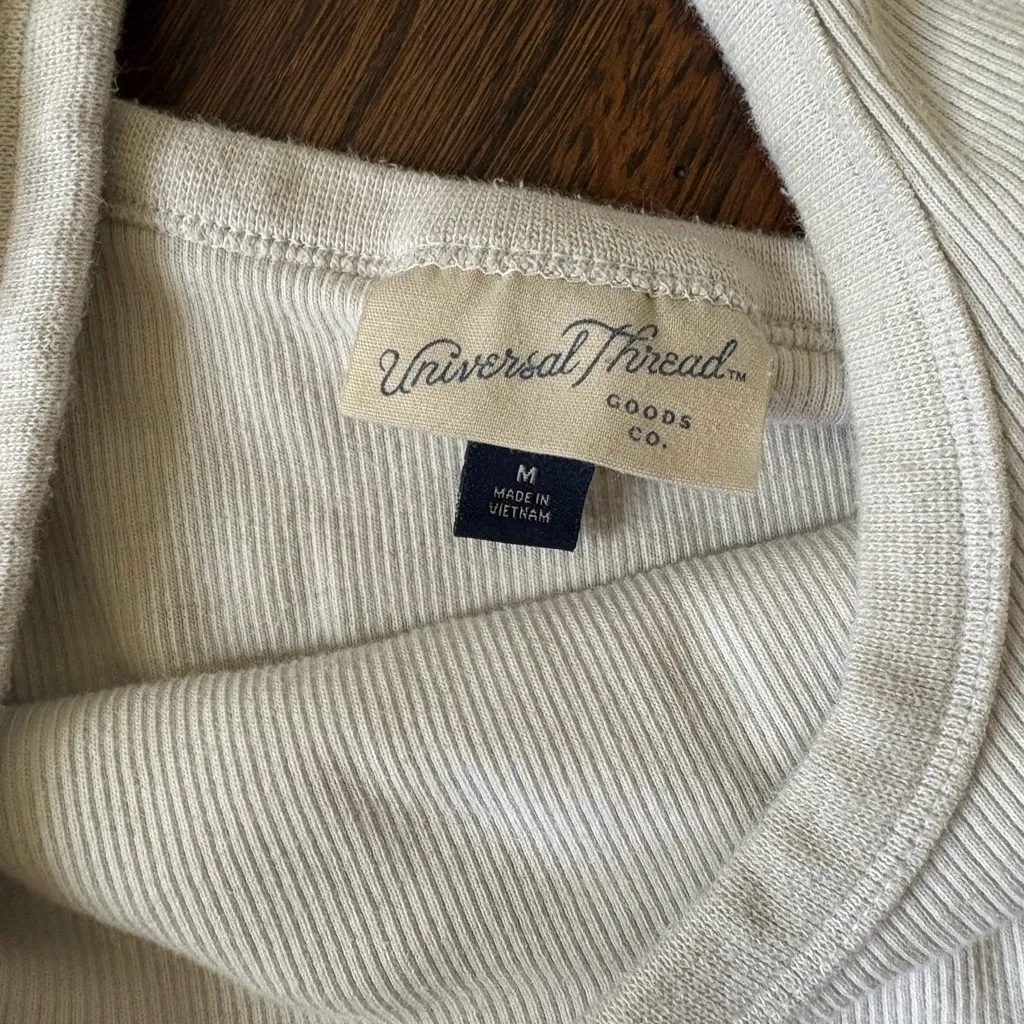 Universal Thread™
GOODS
CO.
M
MADE IN
VIETNAM